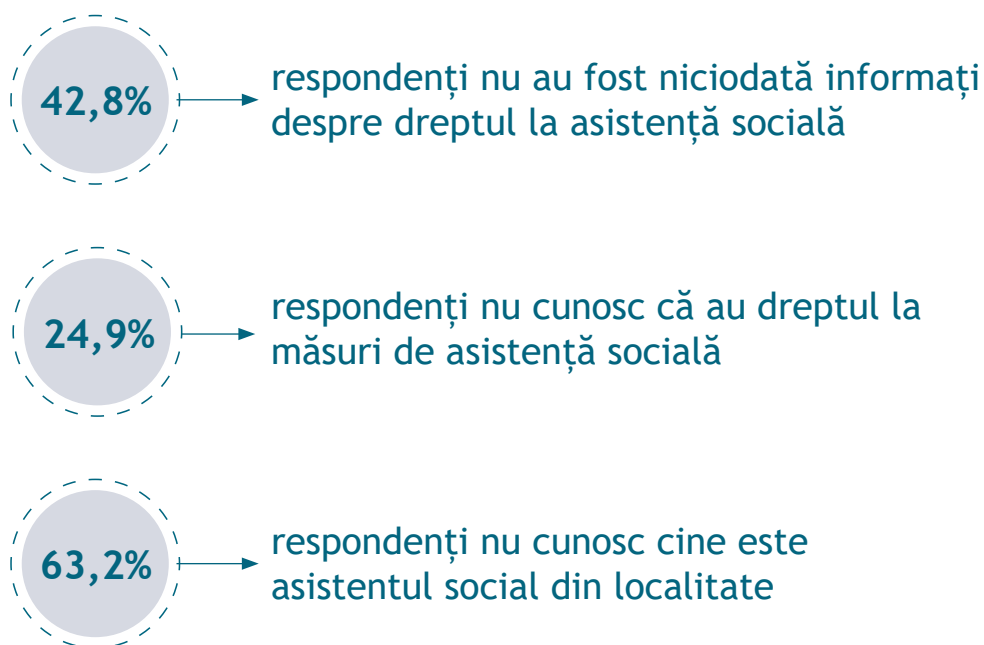 42,8%
respondenți nu au fost niciodată informați
despre dreptul la asistență socială
24,9%
respondenți nu cunosc că au dreptul la
măsuri de asistență socială
63,2%
respondenți nu cunosc cine este
asistentul social din localitate